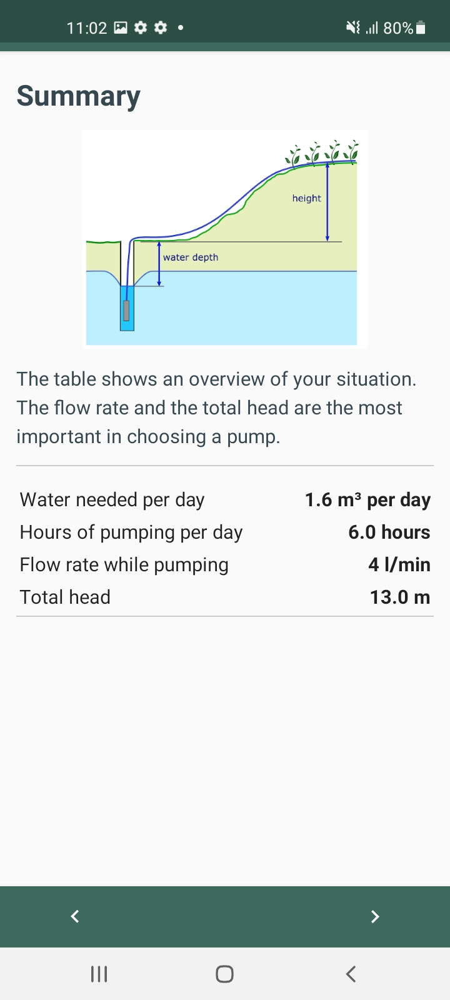 11:02
80%
Summary
height
water depth
The table shows an overview of your situation.
The flow rate and the total head are the most
important in choosing a pump.
Water needed per day 1.6 m³ per day
Hours of pumping per day 6.0 hours
Flow rate while pumping 4 l/min
Total head 13.0 m